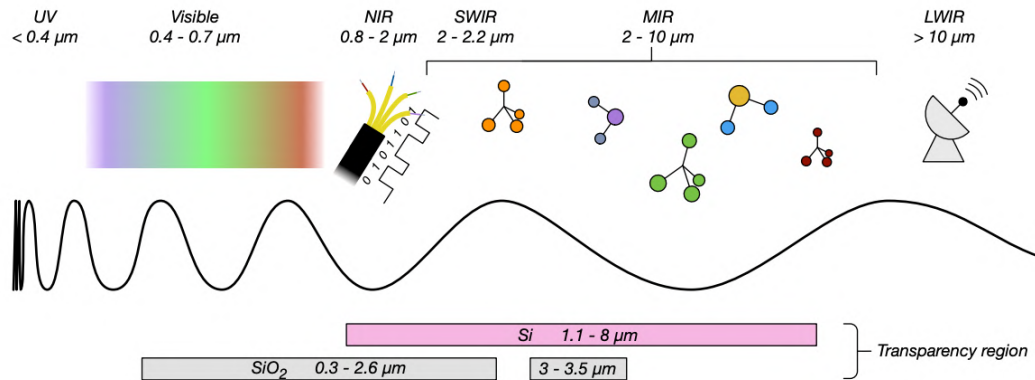 UV
< 0.4 µm
Visible
0.4 - 0.7 µm
NIR
0.8 - 2 µm
SWIR
2 - 2.2 µm
MIR
2 - 10 µm
LWIR
> 10 µm
0 1 0 1 1 0 1
Si 1.1 - 8 µm
SiO₂ 0.3 - 2.6 µm
3 - 3.5 µm
Transparency region